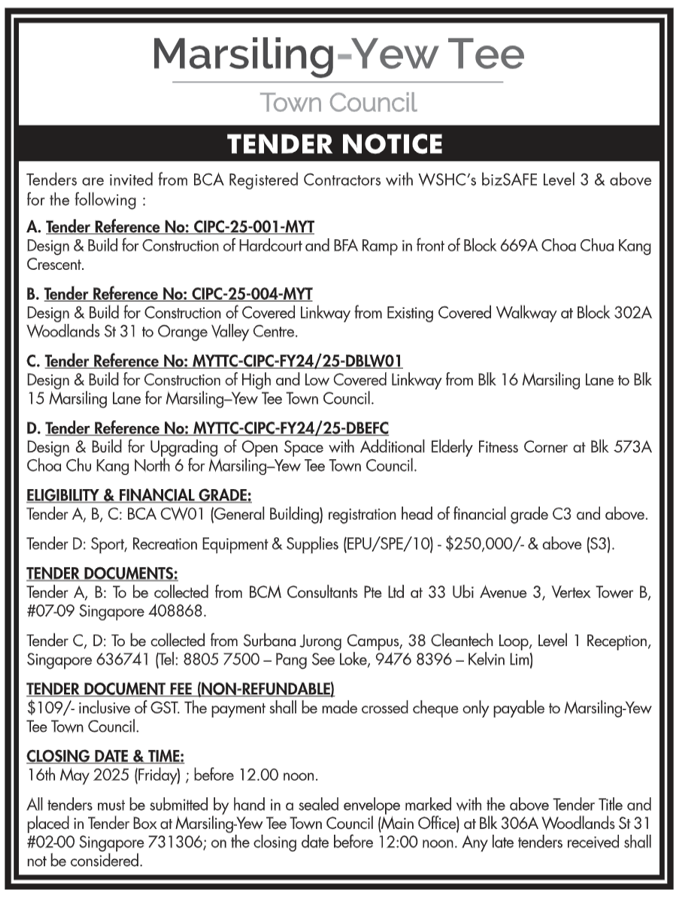 Marsiling-Yew Tee
Town Council
TENDER NOTICE
Tenders are invited from BCA Registered Contractors with WSHC's bizSAFE Level 3 & above
for the following :
A. Tender Reference No: CIPC-25-001-MYT
Design & Build for Construction of Hardcourt and BFA Ramp in front of Block 669A Choa Chua Kang
Crescent.
B. Tender Reference No: CIPC-25-004-MYT
Design & Build for Construction of Covered Linkway from Existing Covered Walkway at Block 302A
Woodlands St 31 to Orange Valley Centre.
C. Tender Reference No: MYTTC-CIPC-FY24/25-DBLW01
Design & Build for Construction of High and Low Covered Linkway from Blk 16 Marsiling Lane to Blk
15 Marsiling Lane for Marsiling–Yew Tee Town Council.
D. Tender Reference No: MYTTC-CIPC-FY24/25-DBEFC
Design & Build for Upgrading of Open Space with Additional Elderly Fitness Corner at Blk 573A
Choa Chu Kang North 6 for Marsiling–Yew Tee Town Council.
ELIGIBILITY & FINANCIAL GRADE:
Tender A, B, C: BCA CW01 (General Building) registration head of financial grade C3 and above.
Tender D: Sport, Recreation Equipment & Supplies (EPU/SPE/10) - $250,000/- & above (S3).
TENDER DOCUMENTS:
Tender A, B: To be collected from BCM Consultants Pte Ltd at 33 Ubi Avenue 3, Vertex Tower B,
#07-09 Singapore 408868.
Tender C, D: To be collected from Surbana Jurong Campus, 38 Cleantech Loop, Level 1 Reception,
Singapore 636741 (Tel: 8805 7500 – Pang See Loke, 9476 8396 – Kelvin Lim)
TENDER DOCUMENT FEE (NON-REFUNDABLE)
$109/- inclusive of GST. The payment shall be made crossed cheque only payable to Marsiling-Yew
Tee Town Council.
CLOSING DATE & TIME:
16th May 2025 (Friday) ; before 12.00 noon.
All tenders must be submitted by hand in a sealed envelope marked with the above Tender Title and
placed in Tender Box at Marsiling-Yew Tee Town Council (Main Office) at Blk 306A Woodlands St 31
#02-00 Singapore 731306; on the closing date before 12:00 noon. Any late tenders received shall
not be considered.